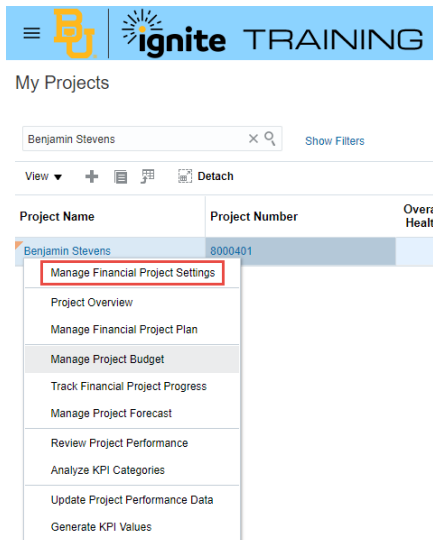 BU ignite TRAINING
My Projects
Benjamin Stevens Show Filters
View Detach
Project Name Project Number
Benjamin Stevens 8000401
Manage Financial Project Settings
Project Overview
Manage Financial Project Plan
Manage Project Budget
Track Financial Project Progress
Manage Project Forecast
Review Project Performance
Analyze KPI Categories
Update Project Performance Data
Generate KPI Values